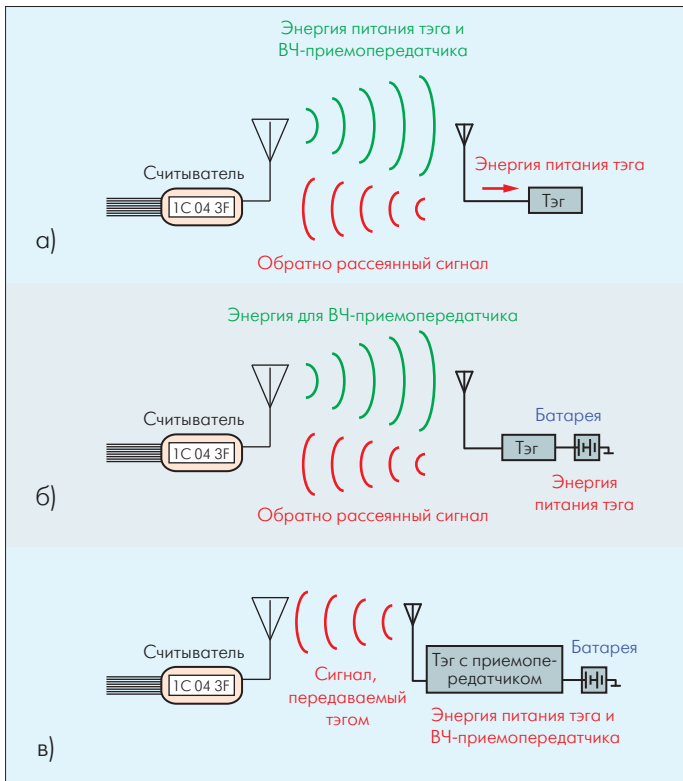 Энергия питания тэга и
ВЧ-приемопередатчика
Считыватель
1C 04 3F
Энергия питания тэга
Тэг
а)
Обратно рассеянный сигнал
Энергия для ВЧ-приемопередатчика
Считыватель
1C 04 3F
Батарея
Тэг
Энергия
питания тэга
б)
Обратно рассеянный сигнал
Считыватель
1C 04 3F
Сигнал,
передаваемый
тэгом
Тэг с приемопе-
редатчиком
Батарея
Энергия питания тэга и
ВЧ-приемопередатчика
в)